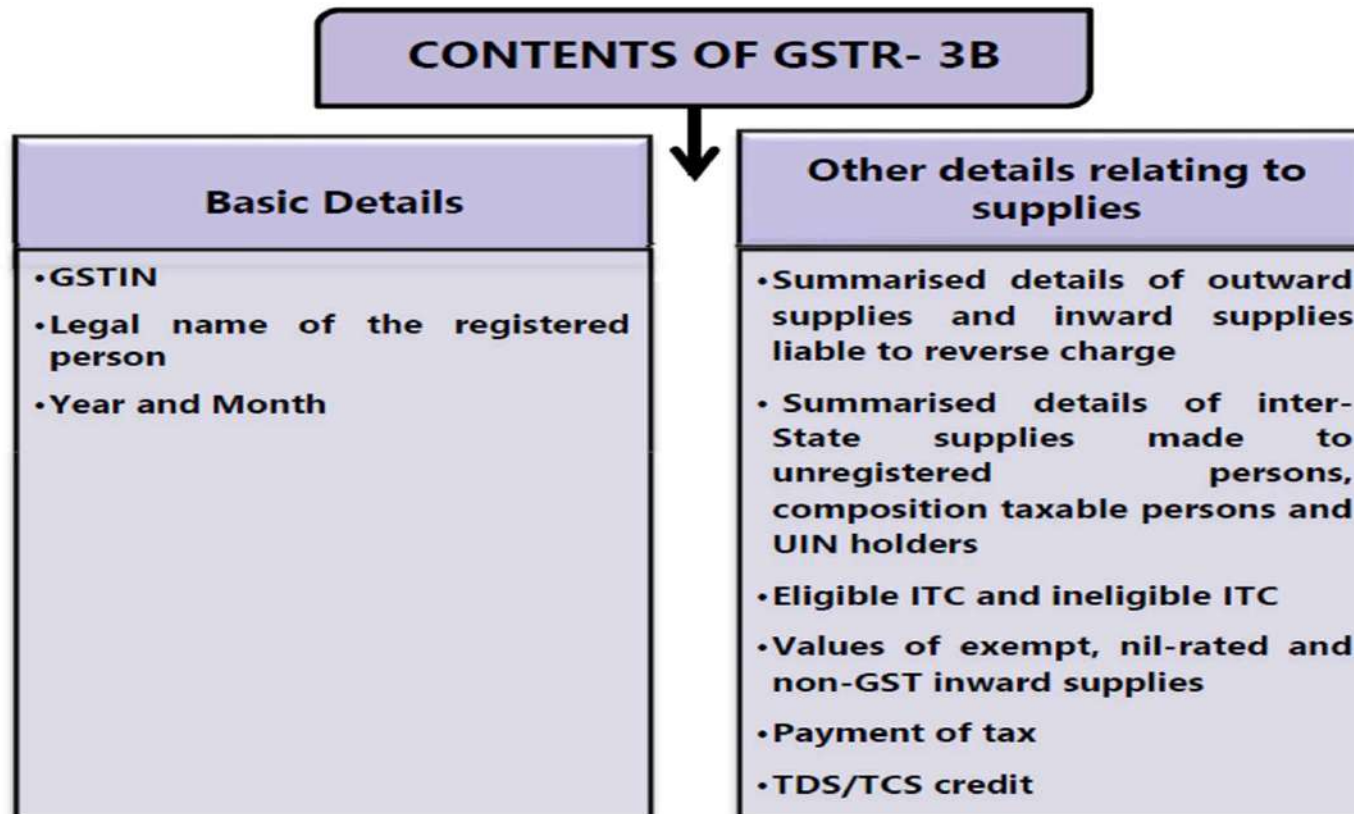 CONTENTS OF GSTR- 3B
Basic Details
•GSTIN
•Legal name of the registered
person
•Year and Month
Other details relating to
supplies
•Summarised details of outward
supplies and inward supplies
liable to reverse charge
• Summarised details of inter-
State supplies made to
unregistered persons,
composition taxable persons and
UIN holders
•Eligible ITC and ineligible ITC
•Values of exempt, nil-rated and
non-GST inward supplies
•Payment of tax
•TDS/TCS credit